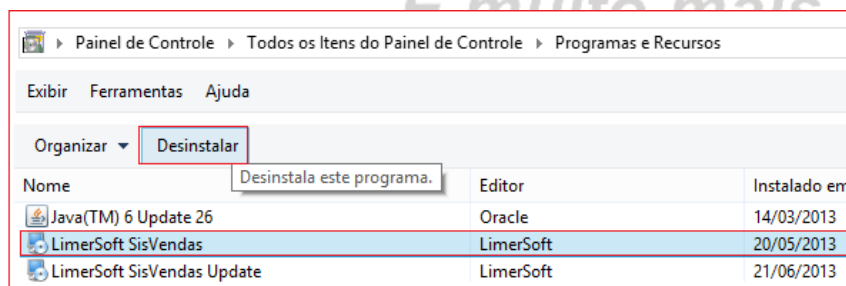 E muito mais
Painel de Controle ▸ Todos os Itens do Painel de Controle ▸ Programas e Recursos
Exibir Ferramentas Ajuda
Organizar Desinstalar
Desinstala este programa.
Nome Editor Instalado em
Java(TM) 6 Update 26 Oracle 14/03/2013
LimerSoft SisVendas LimerSoft 20/05/2013
LimerSoft SisVendas Update LimerSoft 21/06/2013